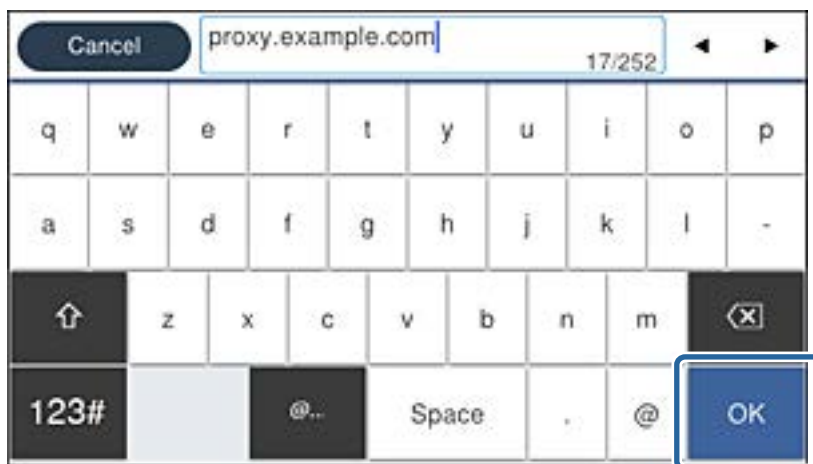 Cancel proxy.example.com 17/252
q w e r t y u i o p
a s d f g h j k l -
z x c v b n m
123# @... Space . @ OK